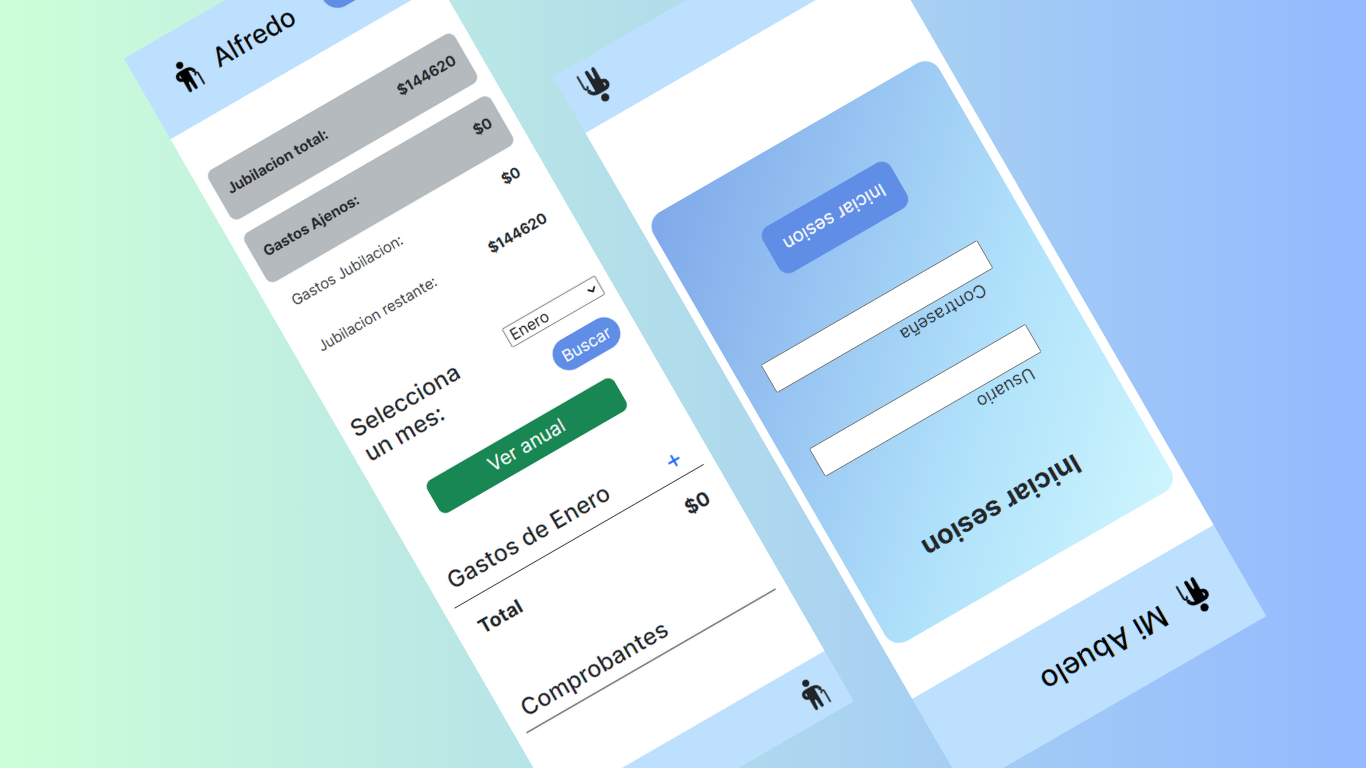 Alfredo
Jubilacion total: $144620
Gastos Ajenos: $0
Gastos Jubilacion: $0
Jubilacion restante: $144620
Selecciona
un mes:
Enero
Buscar
Ver anual
Gastos de Enero +
Total $0
Comprobantes
Mi Abuelo
Iniciar sesion
Usuario
Contraseña
Iniciar sesion